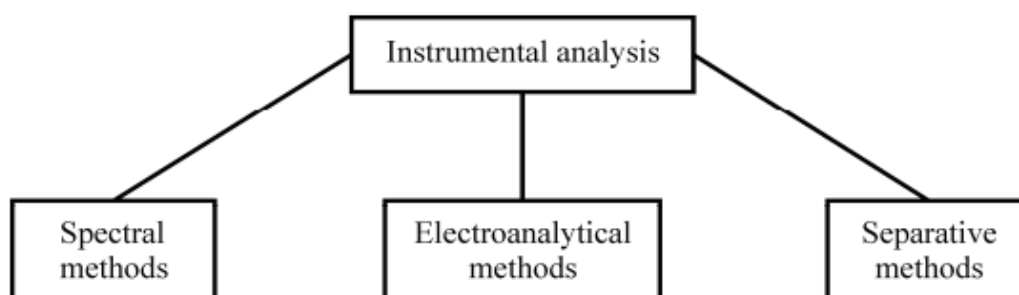 Instrumental analysis
Spectral
methods
Electroanalytical
methods
Separative
methods